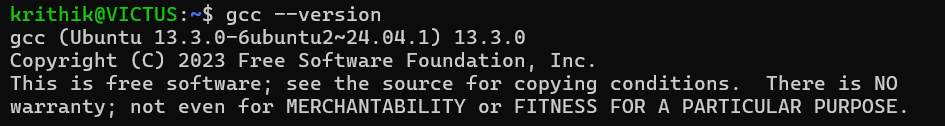 krithik@VICTUS:~$ gcc --version
gcc (Ubuntu 13.3.0-6ubuntu2~24.04.1) 13.3.0
Copyright (C) 2023 Free Software Foundation, Inc.
This is free software; see the source for copying conditions.  There is NO
warranty; not even for MERCHANTABILITY or FITNESS FOR A PARTICULAR PURPOSE.